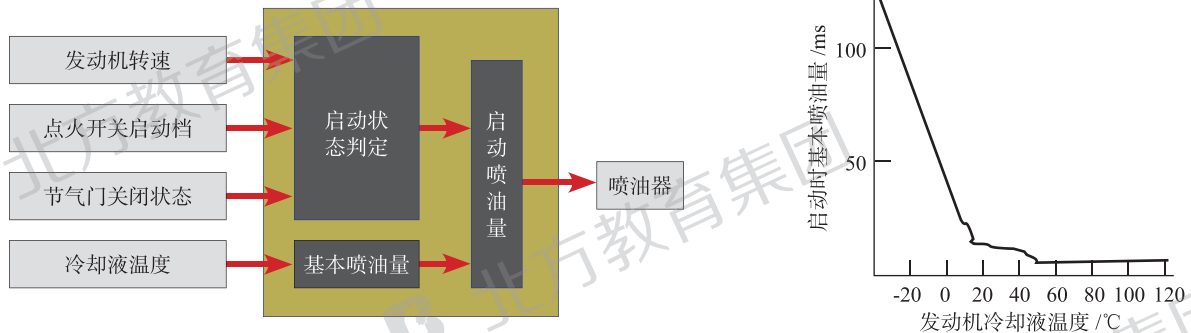 发动机转速
点火开关启动档
节气门关闭状态
冷却液温度
启动状
态判定
基本喷油量
启动喷油量
喷油器
启动时基本喷油量 /ms
100
50
-20 0 20 40 60 80 100 120
发动机冷却液温度 /℃
北方教育集团
北方教育集团